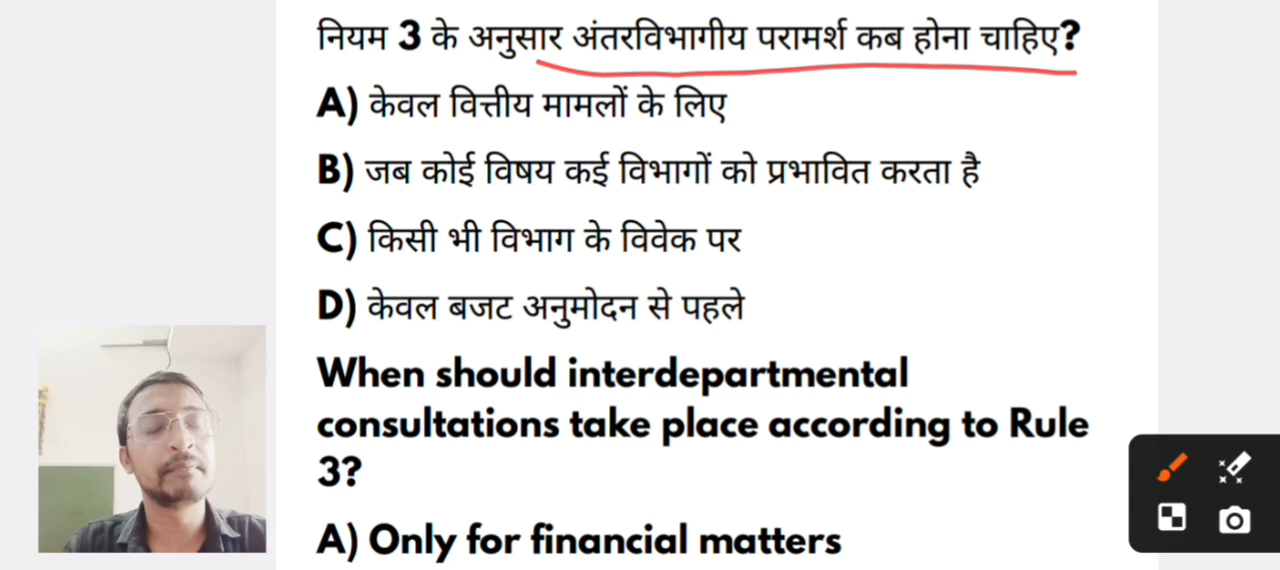 नियम 3 के अनुसार अंतरविभागीय परामर्श कब होना चाहिए?
A) केवल वित्तीय मामलों के लिए
B) जब कोई विषय कई विभागों को प्रभावित करता है
C) किसी भी विभाग के विवेक पर
D) केवल बजट अनुमोदन से पहले
When should interdepartmental
consultations take place according to Rule
3?
A) Only for financial matters